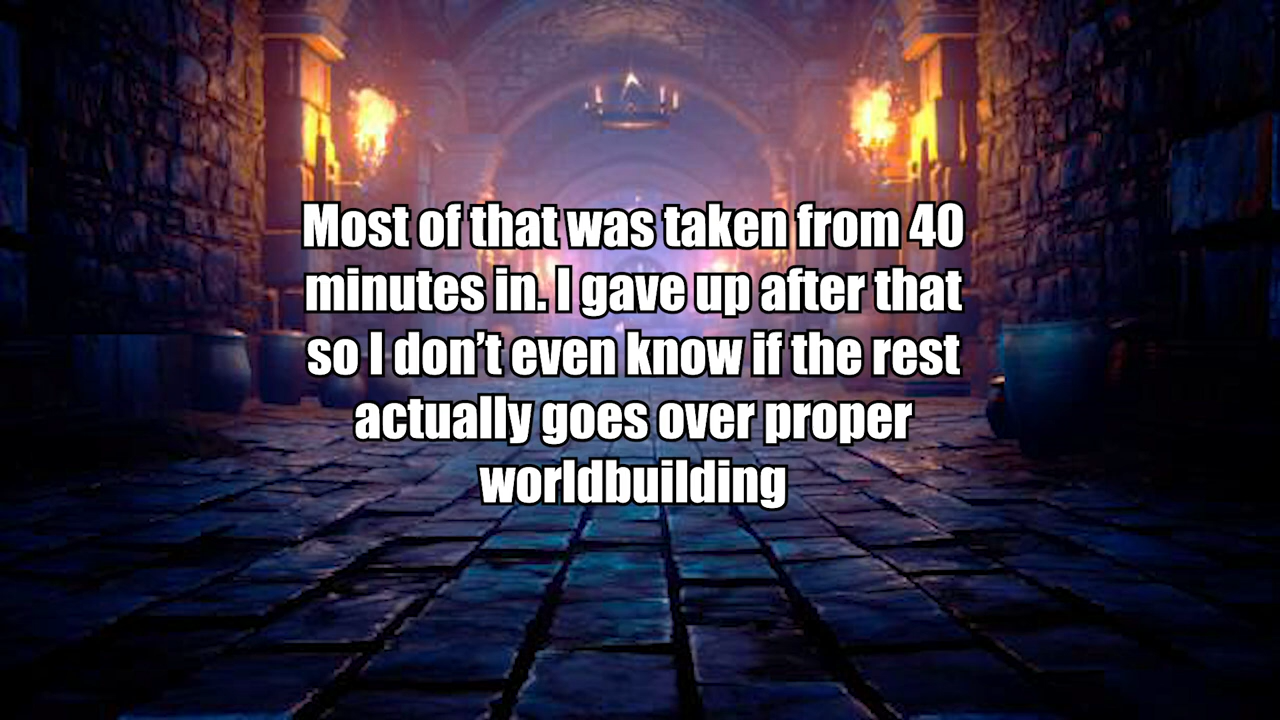 Most of that was taken from 40
minutes in. I gave up after that
so I don’t even know if the rest
actually goes over proper
worldbuilding